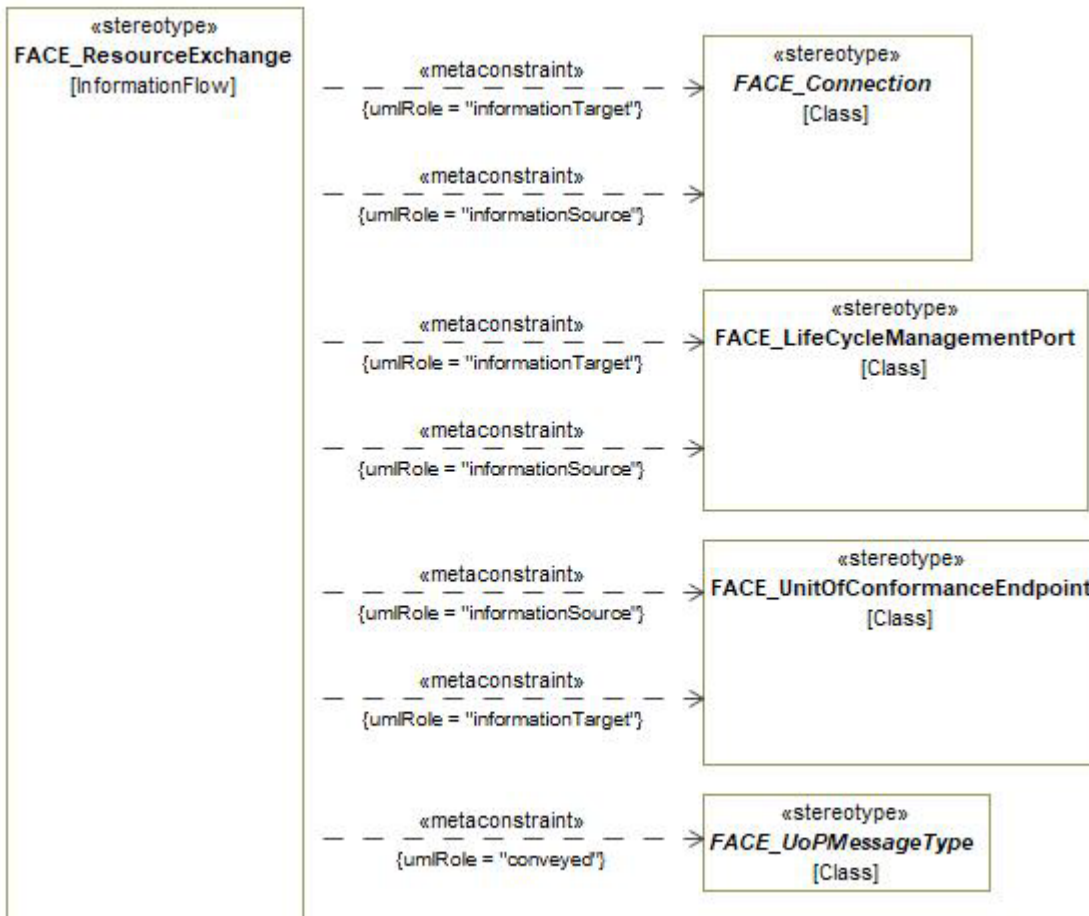 «stereotype»
FACE_ResourceExchange
[InformationFlow]
«metaconstraint»
{umlRole = "informationTarget"}
«stereotype»
FACE_Connection
[Class]
«metaconstraint»
{umlRole = "informationSource"}
«metaconstraint»
{umlRole = "informationTarget"}
«stereotype»
FACE_LifeCycleManagementPort
[Class]
«metaconstraint»
{umlRole = "informationSource"}
«metaconstraint»
{umlRole = "informationSource"}
«stereotype»
FACE_UnitOfConformanceEndpoint
[Class]
«metaconstraint»
{umlRole = "informationTarget"}
«metaconstraint»
{umlRole = "conveyed"}
«stereotype»
FACE_UoPMessageType
[Class]